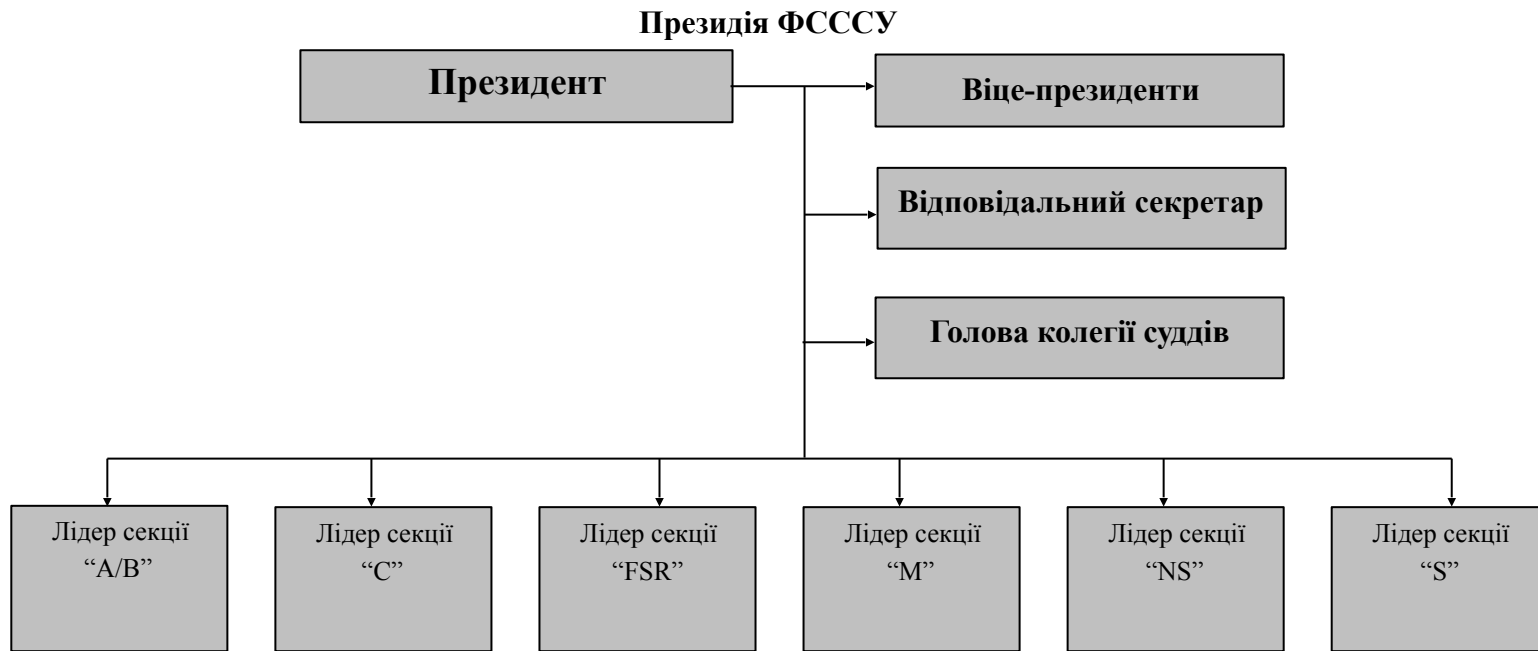 Президія ФСССУ
Президент
Віце-президенти
Відповідальний секретар
Голова колегії суддів
Лідер секції
“А/В”
Лідер секції
“С”
Лідер секції
“FSR”
Лідер секції
“М”
Лідер секції
“NS”
Лідер секції
“S”